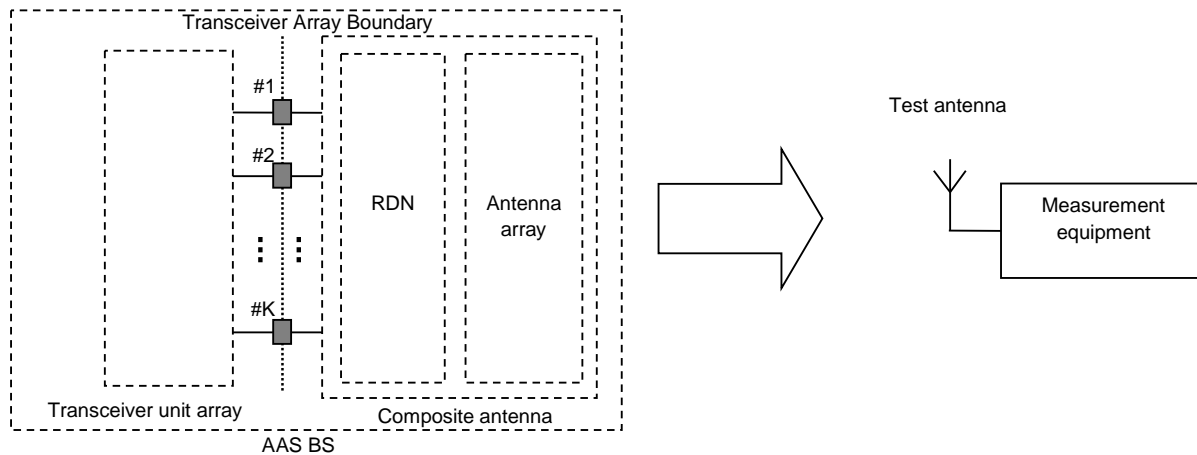 Transceiver Array Boundary
#1
#2
#K
RDN
Antenna
array
Transceiver unit array
Composite antenna
AAS BS
Test antenna
Measurement
equipment